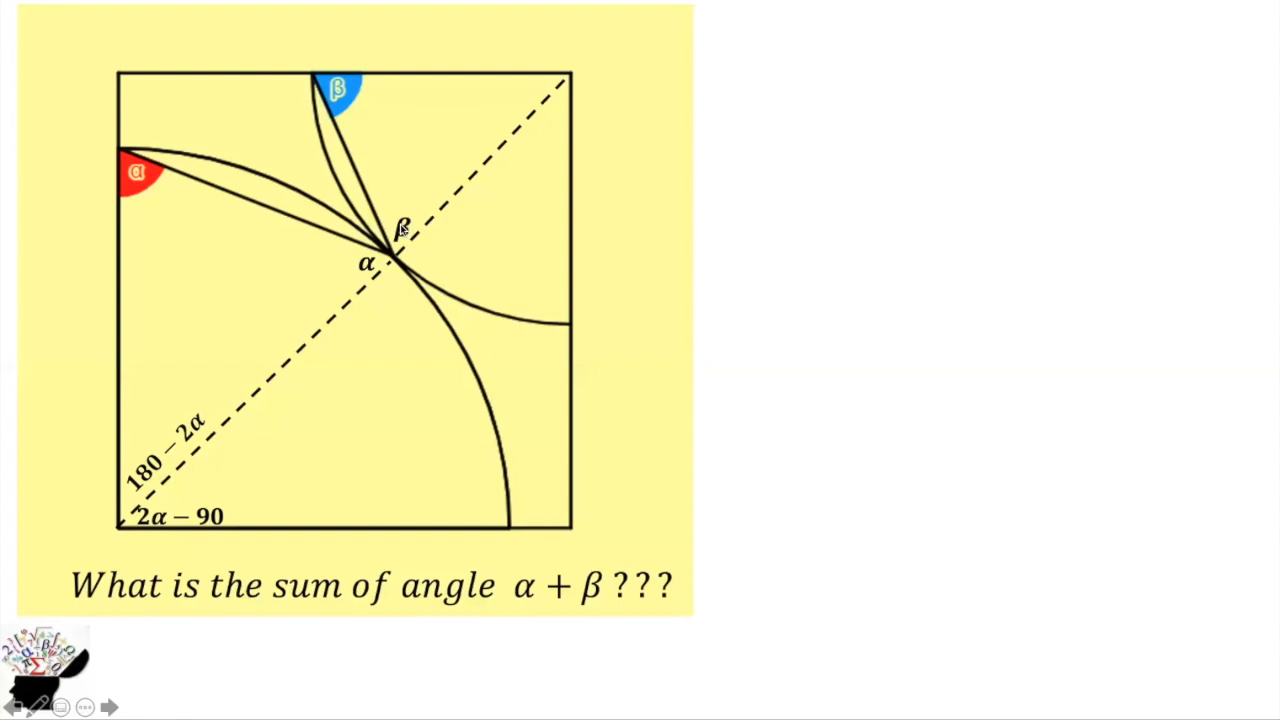 β
α
β
α
180 − 2α
2α − 90
What is the sum of angle α + β ???